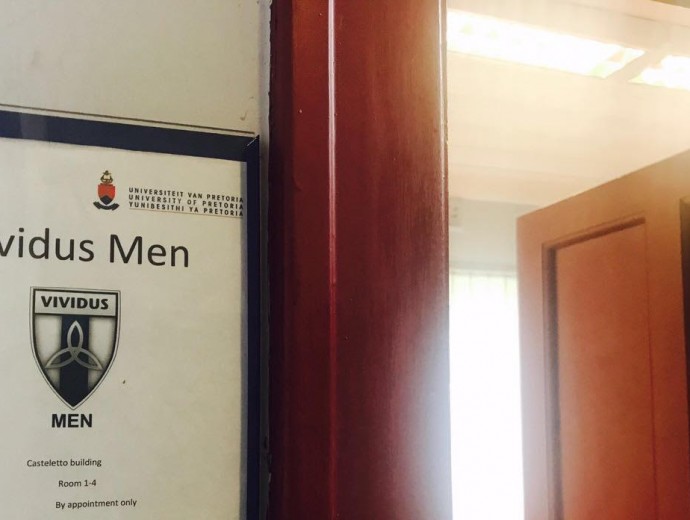 UNIVERSITEIT VAN PRETORIA
UNIVERSITY OF PRETORIA
YUNIBESITHI YA PRETORIA
vidus Men
VIVIDUS
MEN
Casteletto building
Room 1-4
By appointment only